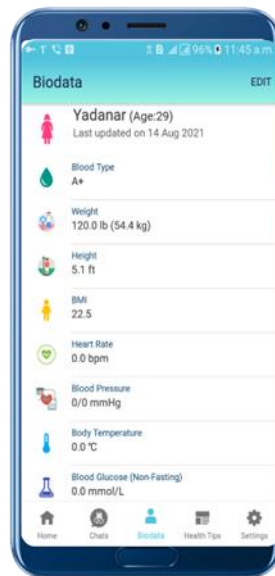 96% 11:45 a.m.
Biodata EDIT
Yadanar (Age:29)
Last updated on 14 Aug 2021
Blood Type
A+
Weight
120.0 lb (54.4 kg)
Height
5.1 ft
BMI
22.5
Heart Rate
0.0 bpm
Blood Pressure
0/0 mmHg
Body Temperature
0.0 °C
Blood Glucose (Non-Fasting)
0.0 mmol/L
Home Chats Biodata Health Tips Settings